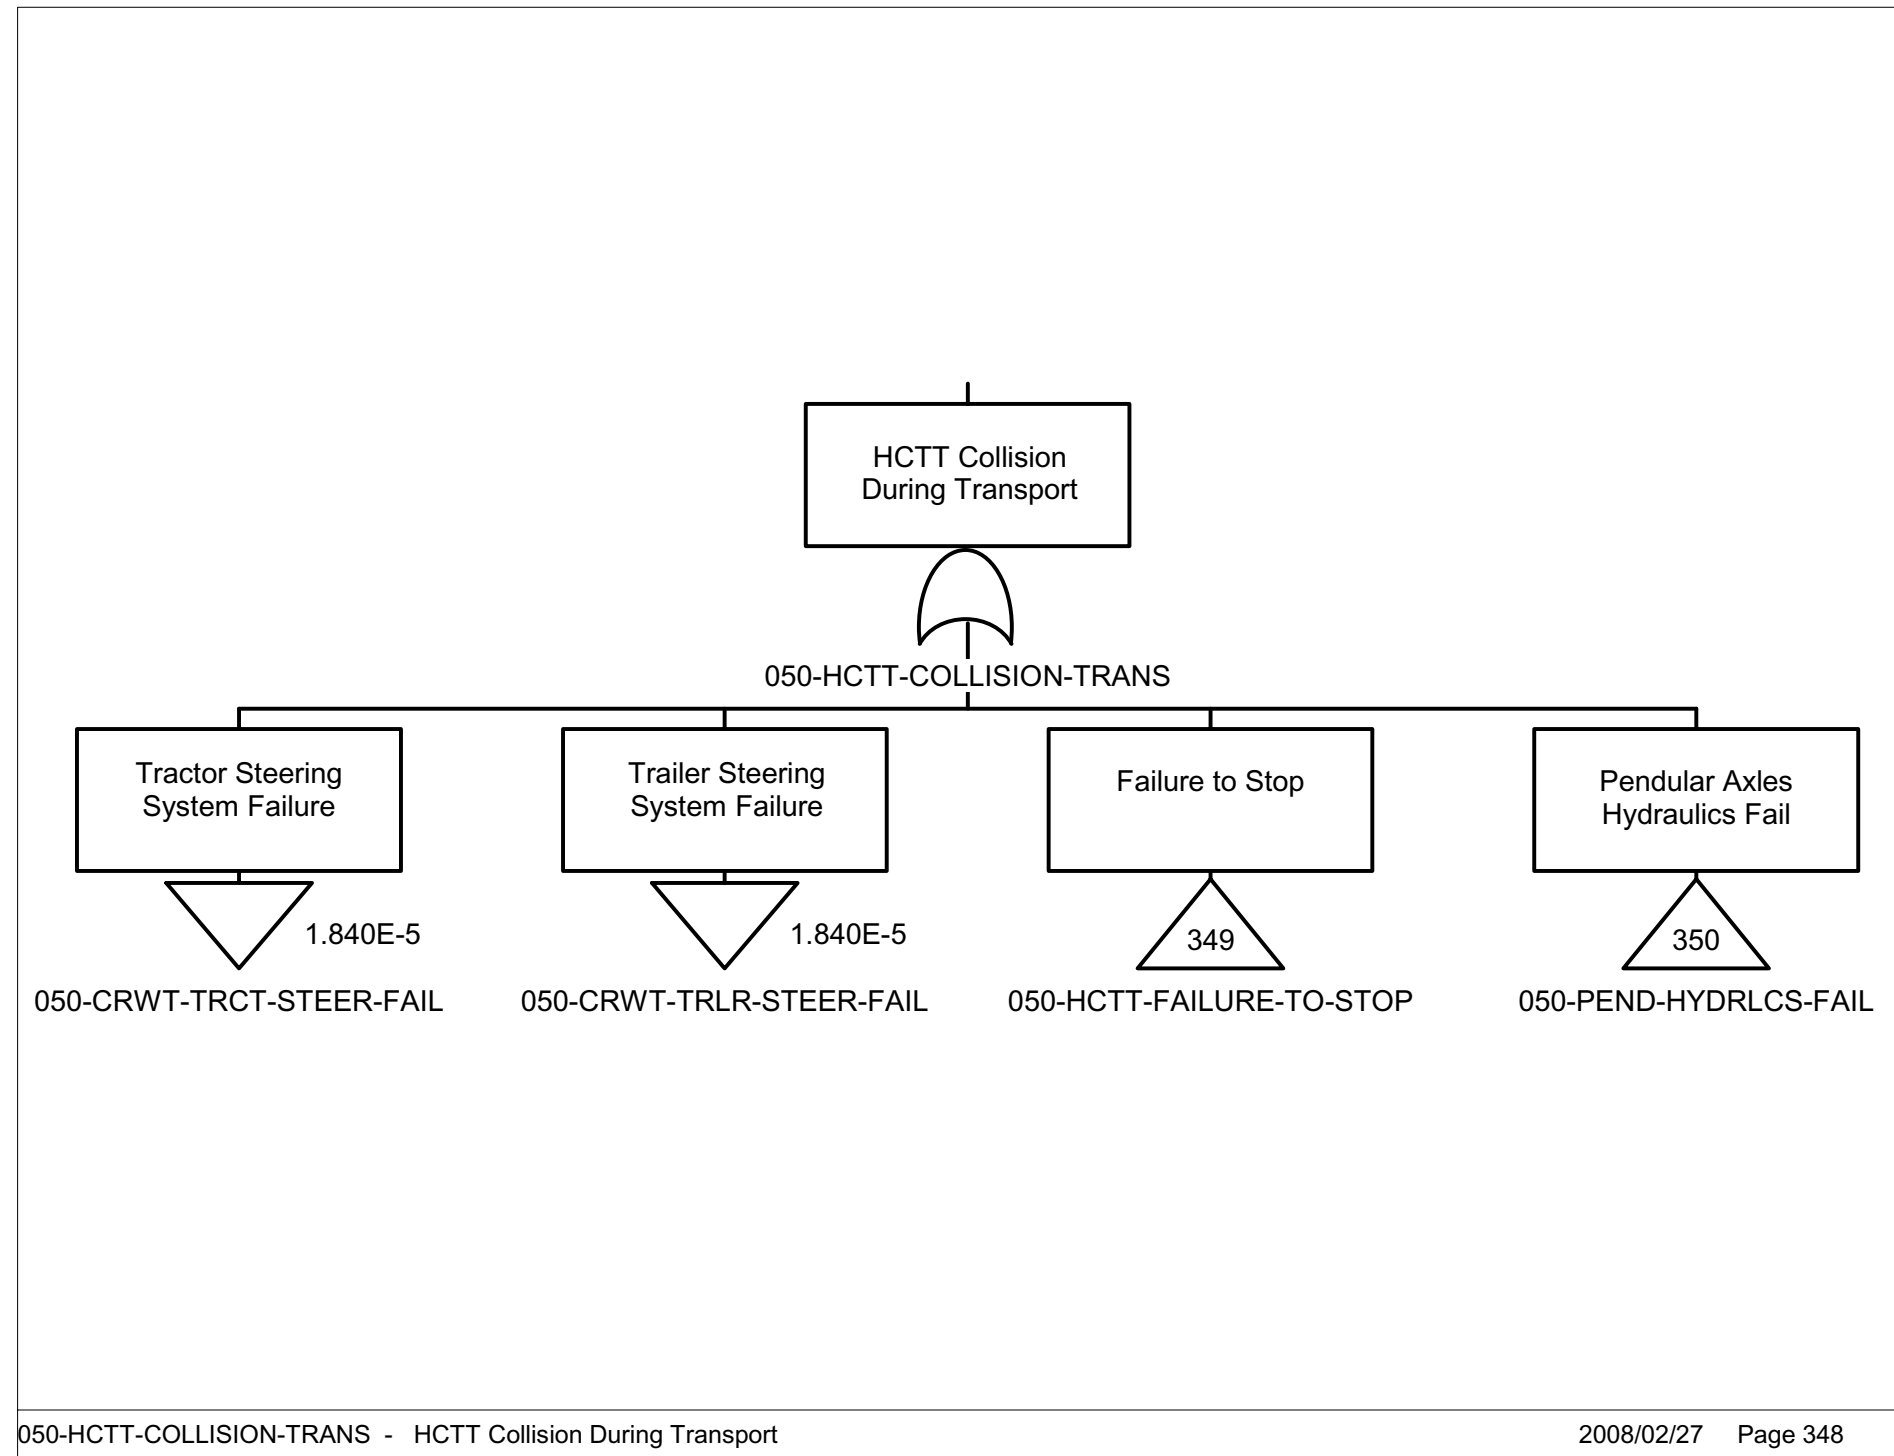 HCTT Collision
During Transport
050-HCTT-COLLISION-TRANS
Tractor Steering
System Failure
1.840E-5
050-CRWT-TRCT-STEER-FAIL
Trailer Steering
System Failure
1.840E-5
050-CRWT-TRLR-STEER-FAIL
Failure to Stop
349
050-HCTT-FAILURE-TO-STOP
Pendular Axles
Hydraulics Fail
350
050-PEND-HYDRLCS-FAIL
050-HCTT-COLLISION-TRANS - HCTT Collision During Transport
2008/02/27 Page 348